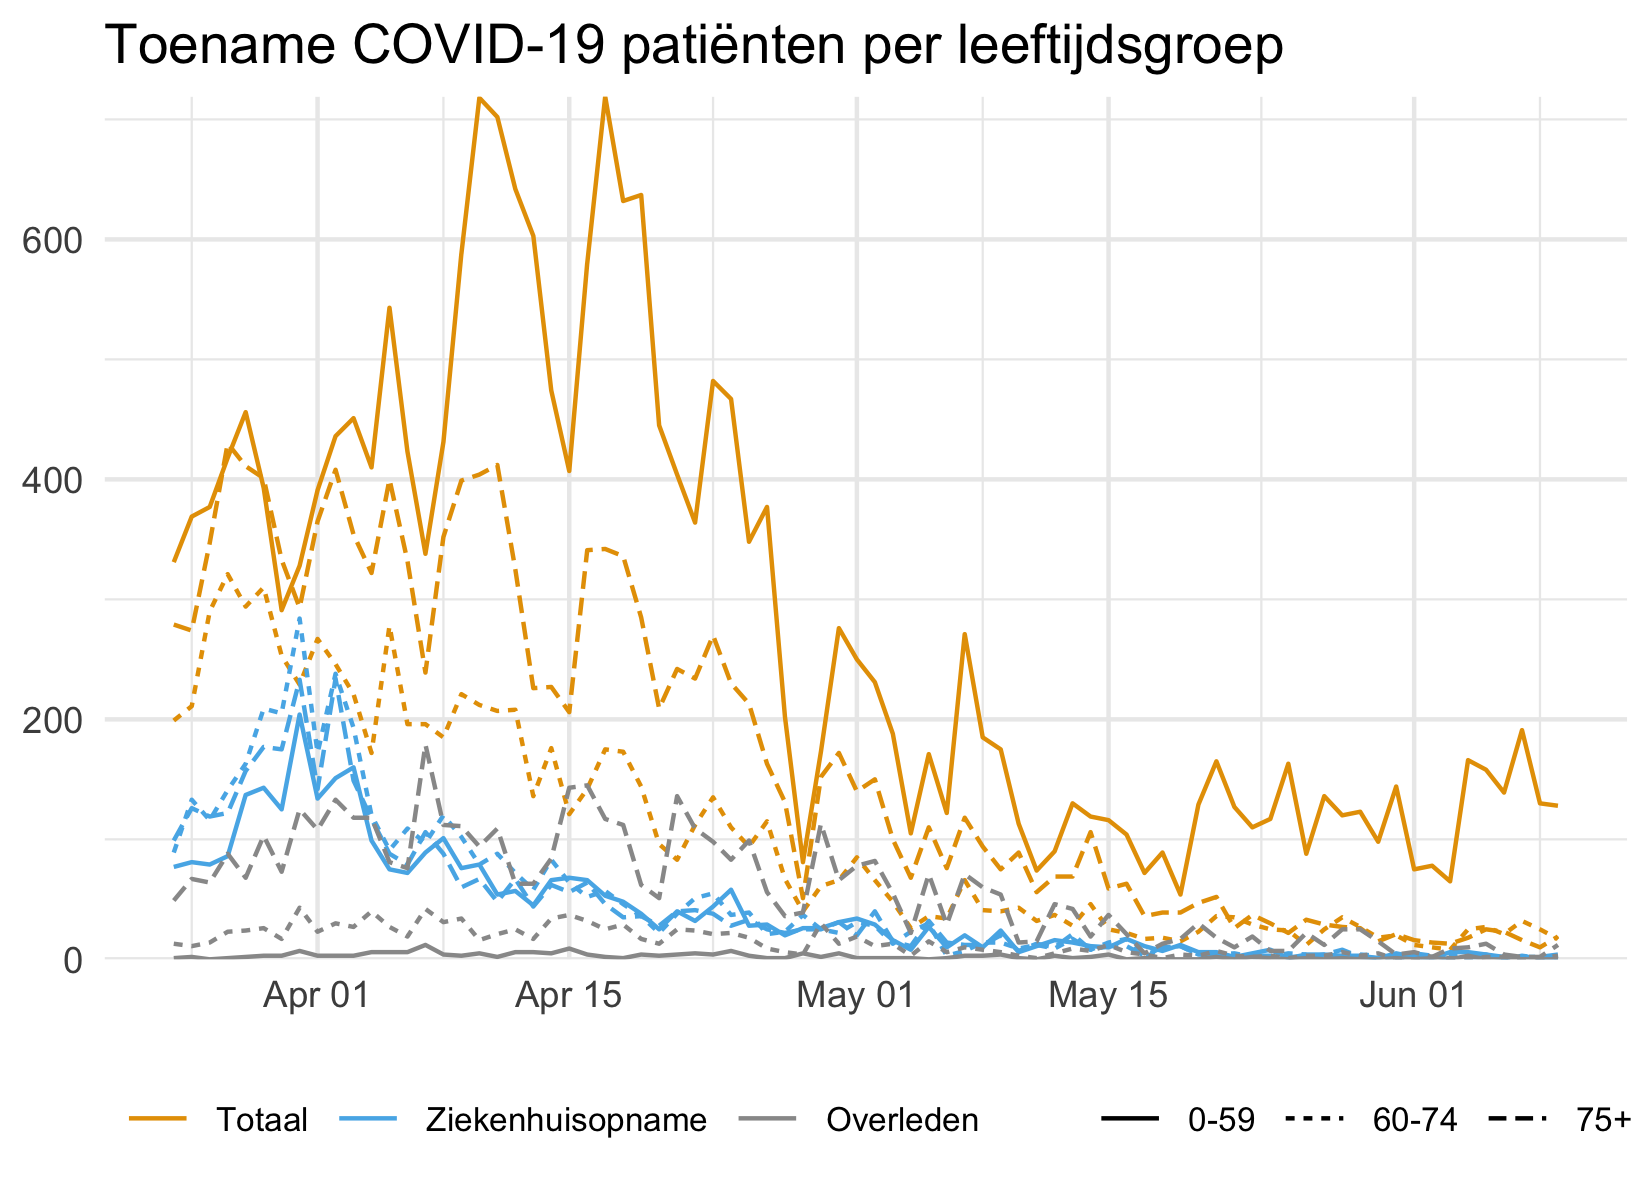 Toename COVID-19 patiënten per leeftijdsgroep
600
400
200
0
Apr 01 Apr 15 May 01 May 15 Jun 01
Totaal Ziekenhuisopname Overleden 0-59 60-74 75+